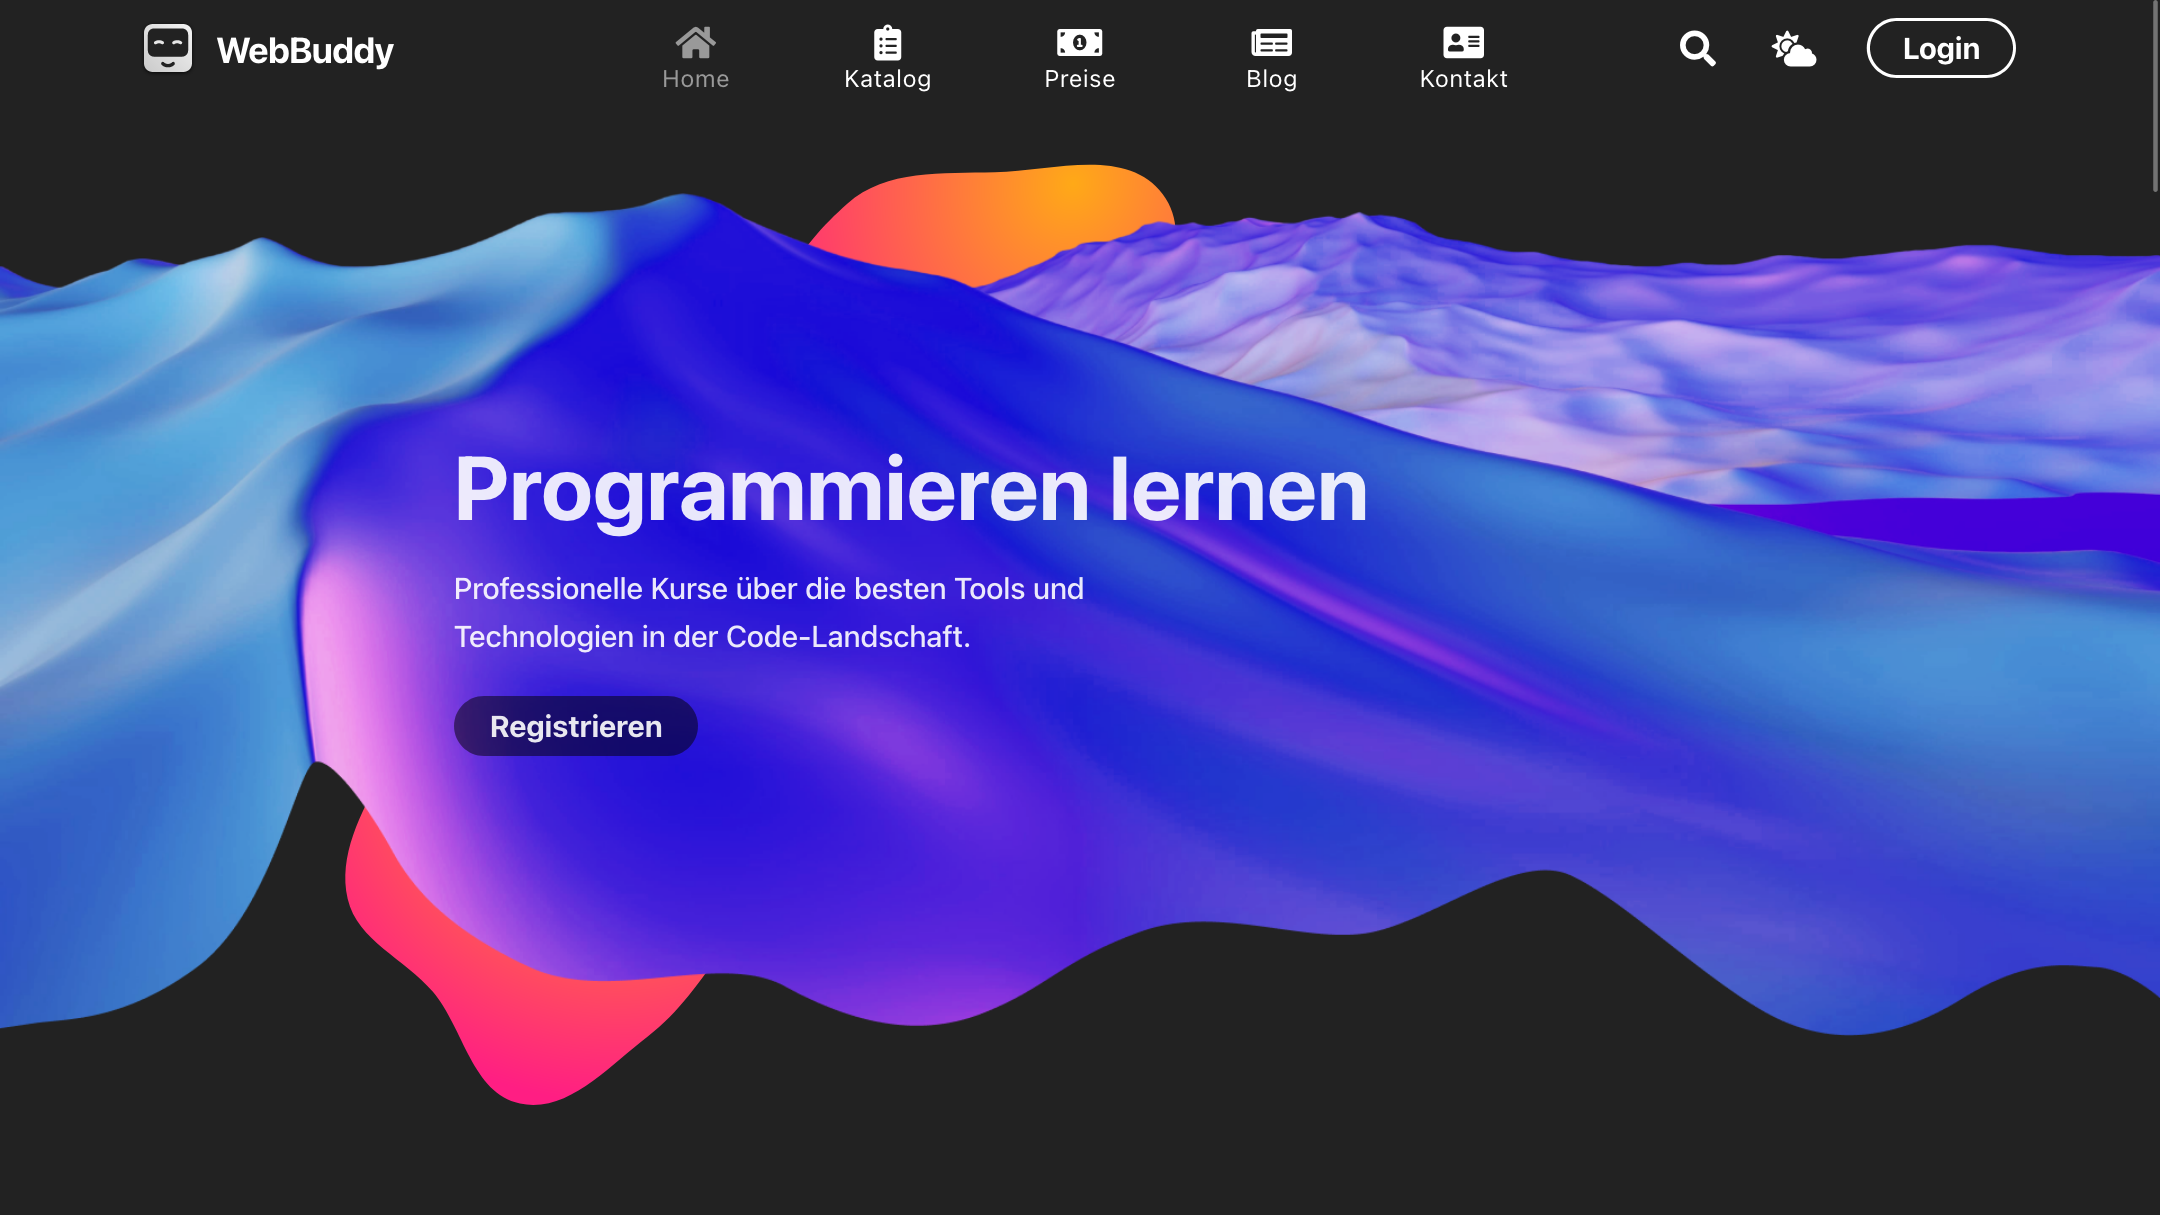 WebBuddy
Home
Katalog
Preise
Blog
Kontakt
Login
Programmieren lernen
Professionelle Kurse über die besten Tools und
Technologien in der Code-Landschaft.
Registrieren